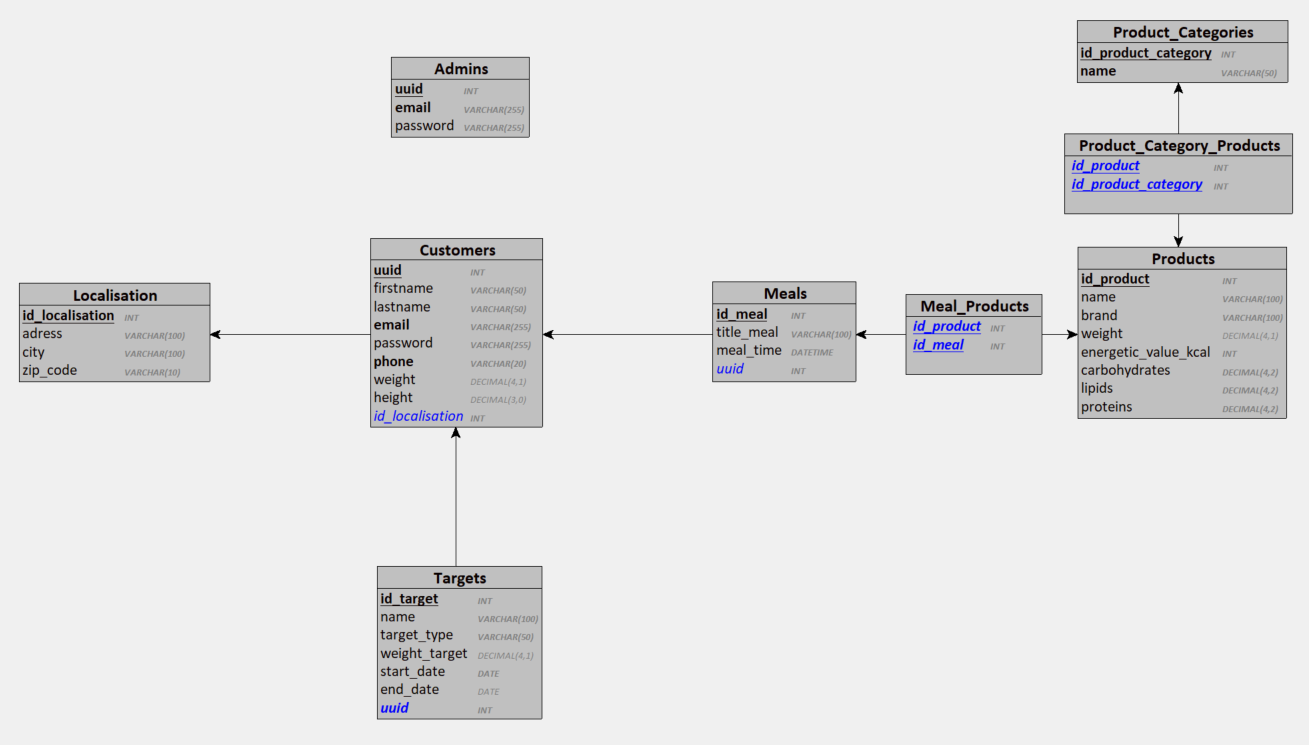 Product_Categories
id_product_category INT
name VARCHAR(50)
Admins
uuid INT
email VARCHAR(255)
password VARCHAR(255)
Product_Category_Products
id_product INT
id_product_category INT
Customers
uuid INT
firstname VARCHAR(50)
lastname VARCHAR(50)
email VARCHAR(255)
password VARCHAR(255)
phone VARCHAR(20)
weight DECIMAL(4,1)
height DECIMAL(3,0)
id_localisation INT
Localisation
id_localisation INT
adress VARCHAR(100)
city VARCHAR(100)
zip_code VARCHAR(10)
Meals
id_meal INT
title_meal VARCHAR(100)
meal_time DATETIME
uuid INT
Meal_Products
id_product INT
id_meal INT
Products
id_product INT
name VARCHAR(100)
brand VARCHAR(100)
weight DECIMAL(4,1)
energetic_value_kcal INT
carbohydrates DECIMAL(4,2)
lipids DECIMAL(4,2)
proteins DECIMAL(4,2)
Targets
id_target INT
name VARCHAR(100)
target_type VARCHAR(50)
weight_target DECIMAL(4,1)
start_date DATE
end_date DATE
uuid INT